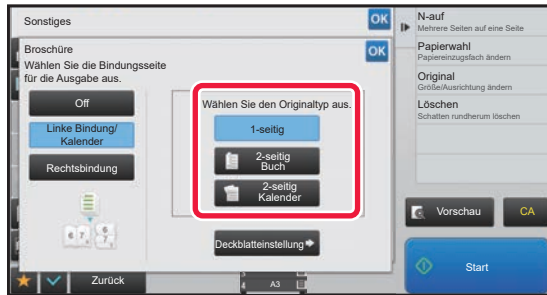 Sonstiges
OK
Broschüre
OK
Wählen Sie die Bindungsseite
für die Ausgabe aus.
Off
Linke Bindung/
Kalender
Rechtsbindung
Wählen Sie den Originaltyp aus.
1-seitig
2-seitig
Buch
2-seitig
Kalender
Deckblatteinstellung
Zurück
4 A3
N-auf
Mehrere Seiten auf eine Seite
Papierwahl
Papiereinzugsfach ändern
Original
Größe/Ausrichtung ändern
Löschen
Schatten rundherum löschen
Vorschau
CA
Start